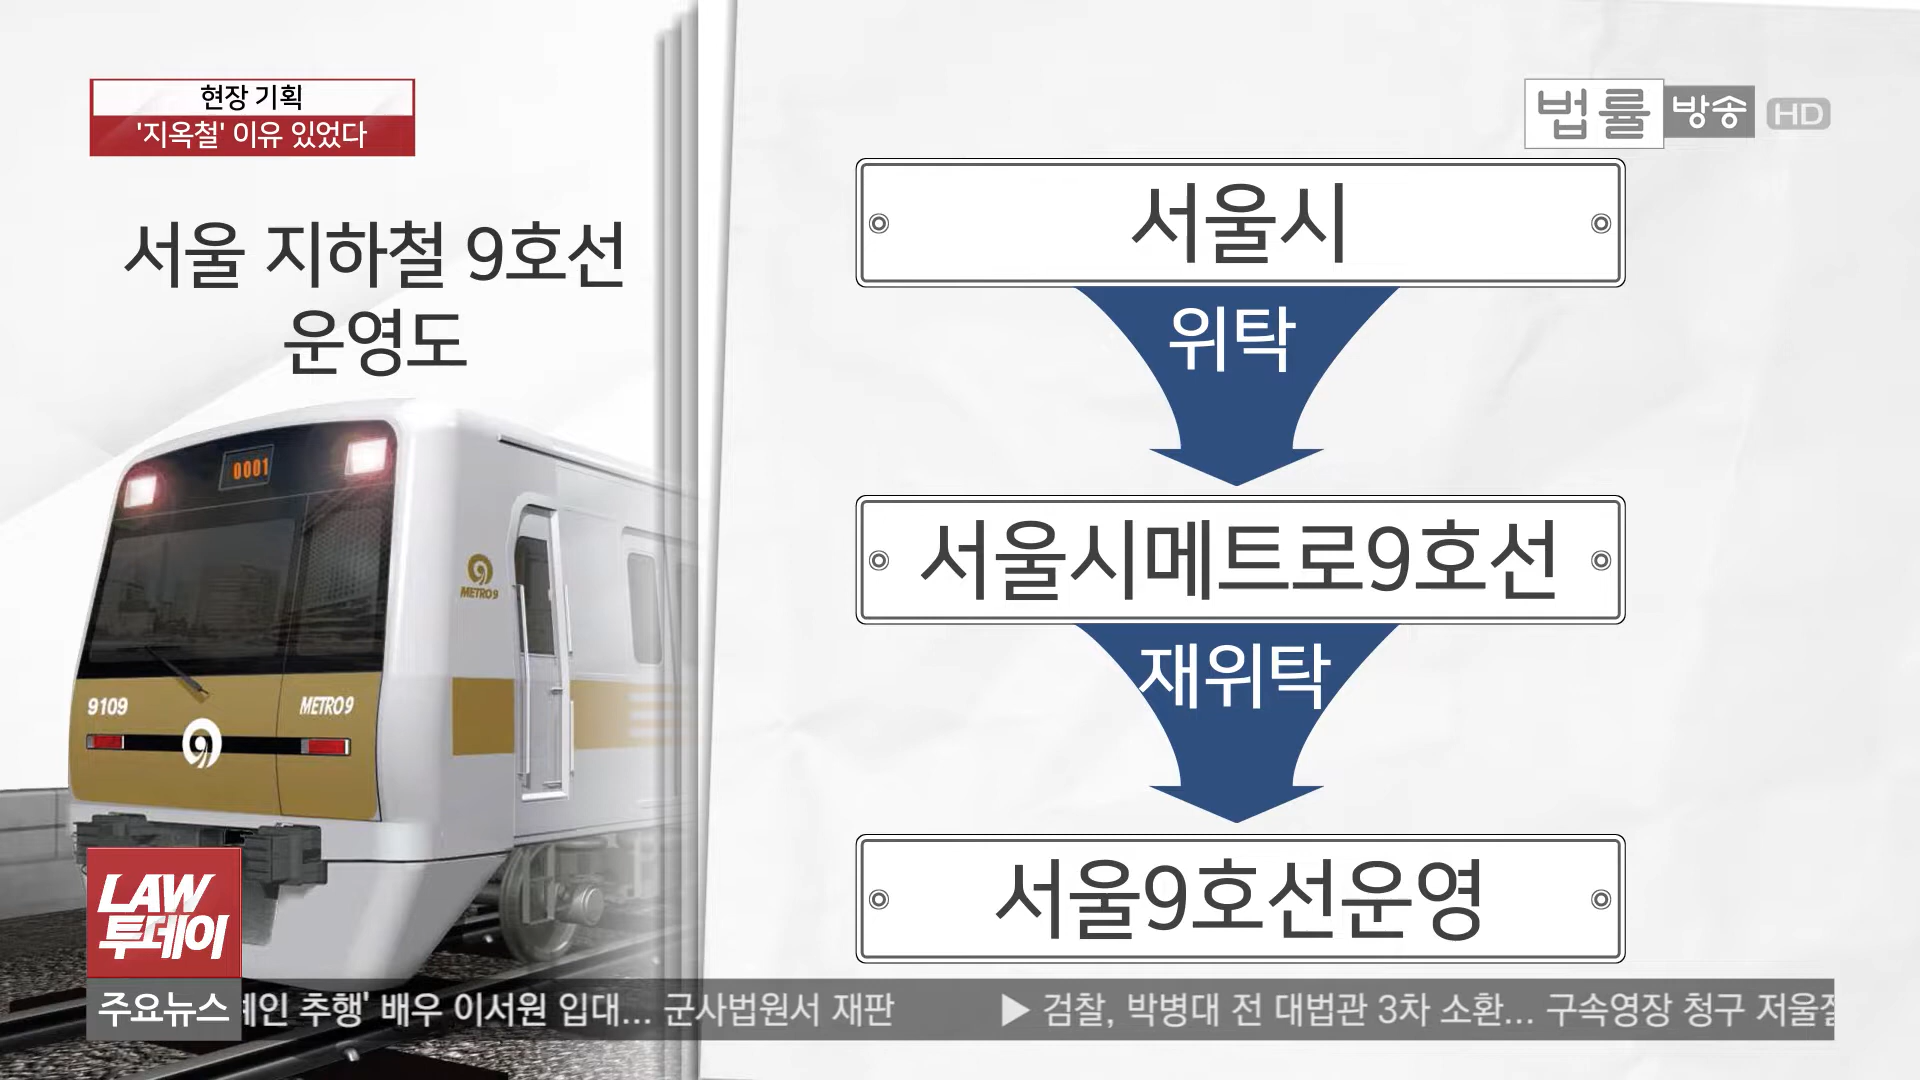 현장 기획
'지옥철' 이유 있었다
법률방송 HD
서울 지하철 9호선
운영도
서울시
위탁
서울시메트로9호선
재위탁
서울9호선운영
0001
METRO9
9109
METRO9
LAW
투데이
주요뉴스
예인 추행' 배우 이서원 입대... 군사법원서 재판 ▶ 검찰, 박병대 전 대법관 3차 소환... 구속영장 청구 저울질